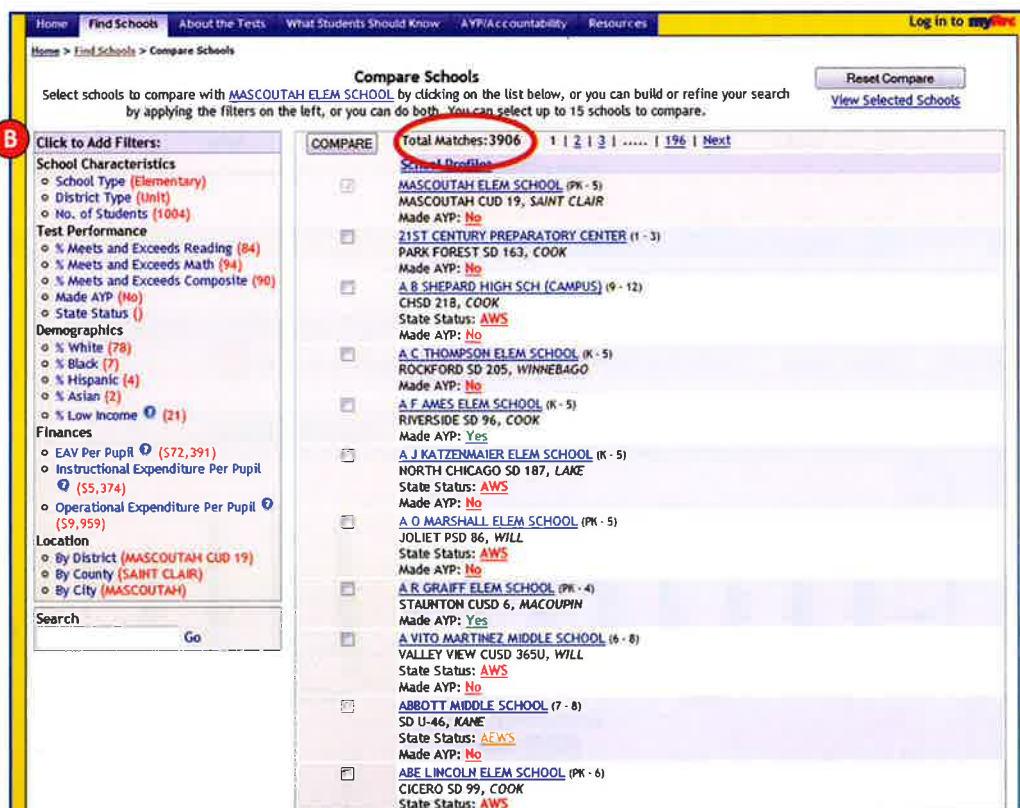 Home Find Schools About the Tests What Students Should Know AYP/Accountability Resources Log in to myiirc
Home > Find Schools > Compare Schools
Compare Schools
Reset Compare
Select schools to compare with MASCOUTAH ELEM SCHOOL by clicking on the list below, or you can build or refine your search
by applying the filters on the left, or you can do both. You can select up to 15 schools to compare.
View Selected Schools
B
Click to Add Filters:
School Characteristics
School Type (Elementary)
District Type (Unit)
No. of Students (1004)
Test Performance
% Meets and Exceeds Reading (84)
% Meets and Exceeds Math (94)
% Meets and Exceeds Composite (90)
Made AYP (No)
State Status ()
Demographics
% White (78)
% Black (7)
% Hispanic (4)
% Asian (2)
% Low Income ? (21)
Finances
EAV Per Pupil ? ($72,391)
Instructional Expenditure Per Pupil
? ($5,374)
Operational Expenditure Per Pupil ?
($9,959)
Location
By District (MASCOUTAH CUD 19)
By County (SAINT CLAIR)
By City (MASCOUTAH)
Search
Go
COMPARE Total Matches:3906 1 | 2 | 3 | ..... | 196 | Next
School Profiles
MASCOUTAH ELEM SCHOOL (PK - 5)
MASCOUTAH CUD 19, SAINT CLAIR
Made AYP: No
21ST CENTURY PREPARATORY CENTER (1 - 3)
PARK FOREST SD 163, COOK
Made AYP: No
A B SHEPARD HIGH SCH (CAMPUS) (9 - 12)
CHSD 218, COOK
State Status: AWS
Made AYP: No
A C THOMPSON ELEM SCHOOL (K - 5)
ROCKFORD SD 205, WINNEBAGO
Made AYP: No
A F AMES ELEM SCHOOL (K - 5)
RIVERSIDE SD 96, COOK
Made AYP: Yes
A J KATZENMAIER ELEM SCHOOL (K - 5)
NORTH CHICAGO SD 187, LAKE
State Status: AWS
Made AYP: No
A O MARSHALL ELEM SCHOOL (PK - 5)
JOLIET PSD 86, WILL
State Status: AWS
Made AYP: No
A R GRAIFF ELEM SCHOOL (PK - 4)
STAUNTON CUSD 6, MACOUPIN
Made AYP: Yes
A VITO MARTINEZ MIDDLE SCHOOL (6 - 8)
VALLEY VIEW CUSD 365U, WILL
State Status: AWS
Made AYP: No
ABBOTT MIDDLE SCHOOL (7 - 8)
SD U-46, KANE
State Status: AEWS
Made AYP: No
ABE LINCOLN ELEM SCHOOL (PK - 6)
CICERO SD 99, COOK
State Status: AWS